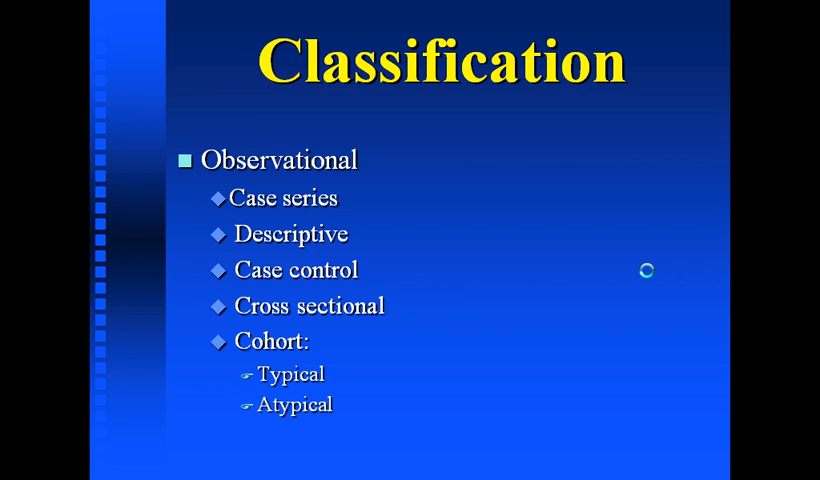 Classification
Observational
Case series
Descriptive
Case control
Cross sectional
Cohort:
Typical
Atypical